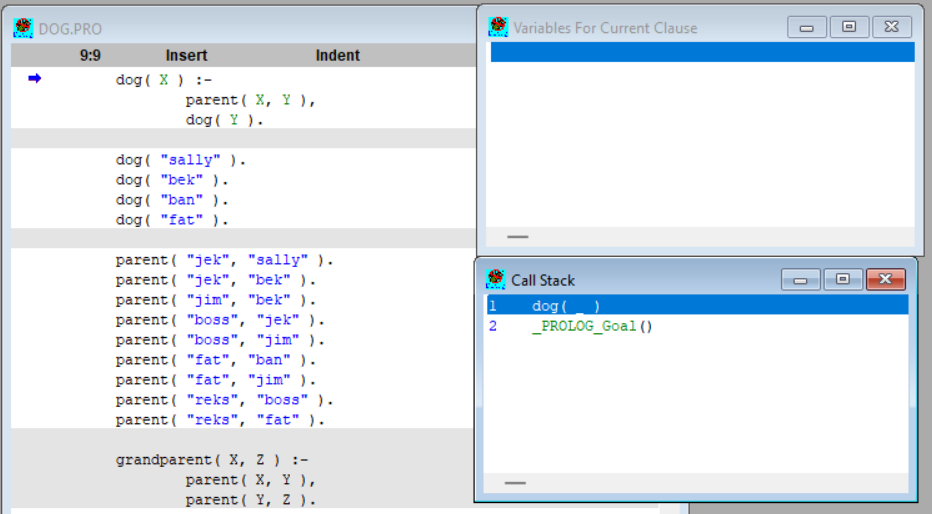 DOG.PRO
9:9 Insert Indent
dog( X ) :-
parent( X, Y ),
dog( Y ).
dog( "sally" ).
dog( "bek" ).
dog( "ban" ).
dog( "fat" ).
parent( "jek", "sally" ).
parent( "jek", "bek" ).
parent( "jim", "bek" ).
parent( "boss", "jek" ).
parent( "boss", "jim" ).
parent( "fat", "ban" ).
parent( "fat", "jim" ).
parent( "reks", "boss" ).
parent( "reks", "fat" ).
grandparent( X, Z ) :-
parent( X, Y ),
parent( Y, Z ).
Variables For Current Clause
Call Stack
1 dog( _ )
2 _PROLOG_Goal()